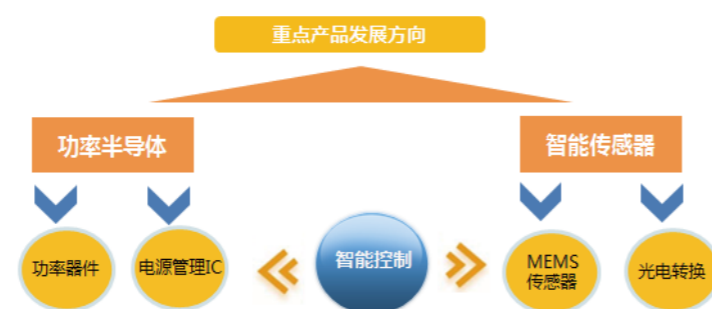 重点产品发展方向
功率半导体
智能传感器
功率器件
电源管理IC
智能控制
MEMS
传感器
光电转换